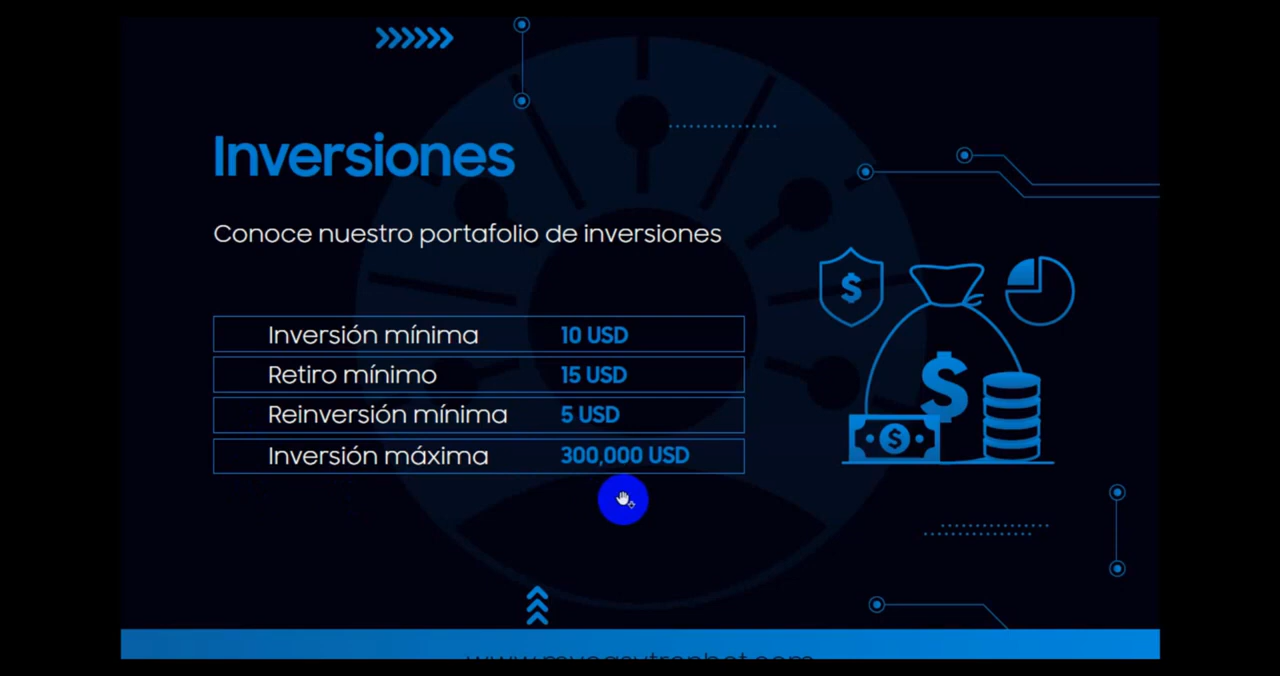 Inversiones
Conoce nuestro portafolio de inversiones
Inversión mínima 10 USD
Retiro mínimo 15 USD
Reinversión mínima 5 USD
Inversión máxima 300,000 USD